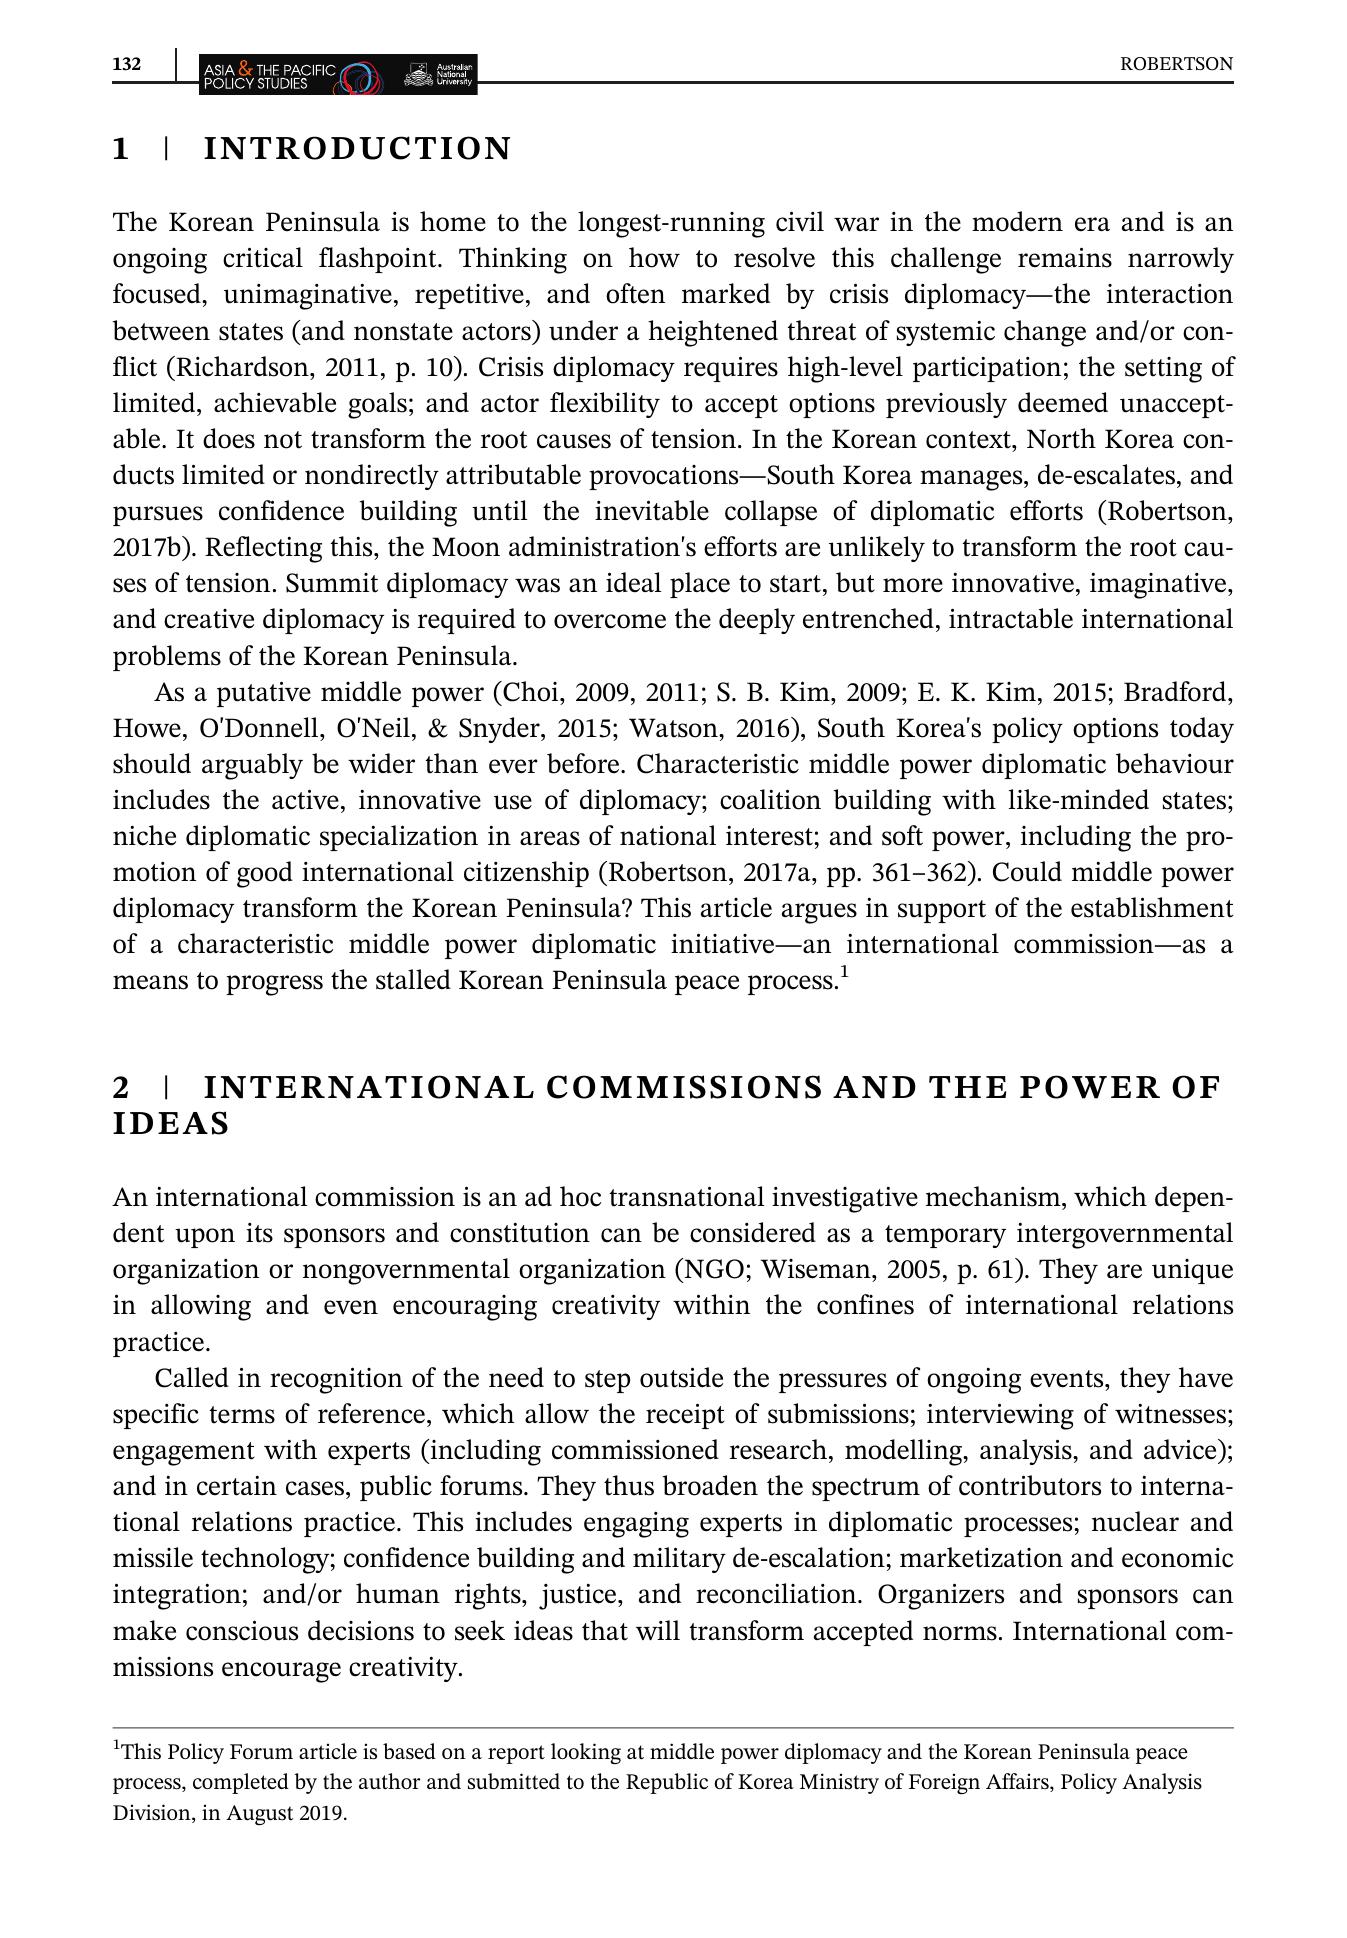 132
ASIA & THE PACIFIC
POLICY STUDIES
Australian
National
University
ROBERTSON
1 | INTRODUCTION
The Korean Peninsula is home to the longest-running civil war in the modern era and is an
ongoing critical flashpoint. Thinking on how to resolve this challenge remains narrowly
focused, unimaginative, repetitive, and often marked by crisis diplomacy—the interaction
between states (and nonstate actors) under a heightened threat of systemic change and/or con-
flict (Richardson, 2011, p. 10). Crisis diplomacy requires high-level participation; the setting of
limited, achievable goals; and actor flexibility to accept options previously deemed unaccept-
able. It does not transform the root causes of tension. In the Korean context, North Korea con-
ducts limited or nondirectly attributable provocations—South Korea manages, de-escalates, and
pursues confidence building until the inevitable collapse of diplomatic efforts (Robertson,
2017b). Reflecting this, the Moon administration's efforts are unlikely to transform the root cau-
ses of tension. Summit diplomacy was an ideal place to start, but more innovative, imaginative,
and creative diplomacy is required to overcome the deeply entrenched, intractable international
problems of the Korean Peninsula.
As a putative middle power (Choi, 2009, 2011; S. B. Kim, 2009; E. K. Kim, 2015; Bradford,
Howe, O'Donnell, O'Neil, & Snyder, 2015; Watson, 2016), South Korea's policy options today
should arguably be wider than ever before. Characteristic middle power diplomatic behaviour
includes the active, innovative use of diplomacy; coalition building with like-minded states;
niche diplomatic specialization in areas of national interest; and soft power, including the pro-
motion of good international citizenship (Robertson, 2017a, pp. 361–362). Could middle power
diplomacy transform the Korean Peninsula? This article argues in support of the establishment
of a characteristic middle power diplomatic initiative—an international commission—as a
means to progress the stalled Korean Peninsula peace process.1
2 | INTERNATIONAL COMMISSIONS AND THE POWER OF
IDEAS
An international commission is an ad hoc transnational investigative mechanism, which depen-
dent upon its sponsors and constitution can be considered as a temporary intergovernmental
organization or nongovernmental organization (NGO; Wiseman, 2005, p. 61). They are unique
in allowing and even encouraging creativity within the confines of international relations
practice.
Called in recognition of the need to step outside the pressures of ongoing events, they have
specific terms of reference, which allow the receipt of submissions; interviewing of witnesses;
engagement with experts (including commissioned research, modelling, analysis, and advice);
and in certain cases, public forums. They thus broaden the spectrum of contributors to interna-
tional relations practice. This includes engaging experts in diplomatic processes; nuclear and
missile technology; confidence building and military de-escalation; marketization and economic
integration; and/or human rights, justice, and reconciliation. Organizers and sponsors can
make conscious decisions to seek ideas that will transform accepted norms. International com-
missions encourage creativity.
1This Policy Forum article is based on a report looking at middle power diplomacy and the Korean Peninsula peace
process, completed by the author and submitted to the Republic of Korea Ministry of Foreign Affairs, Policy Analysis
Division, in August 2019.